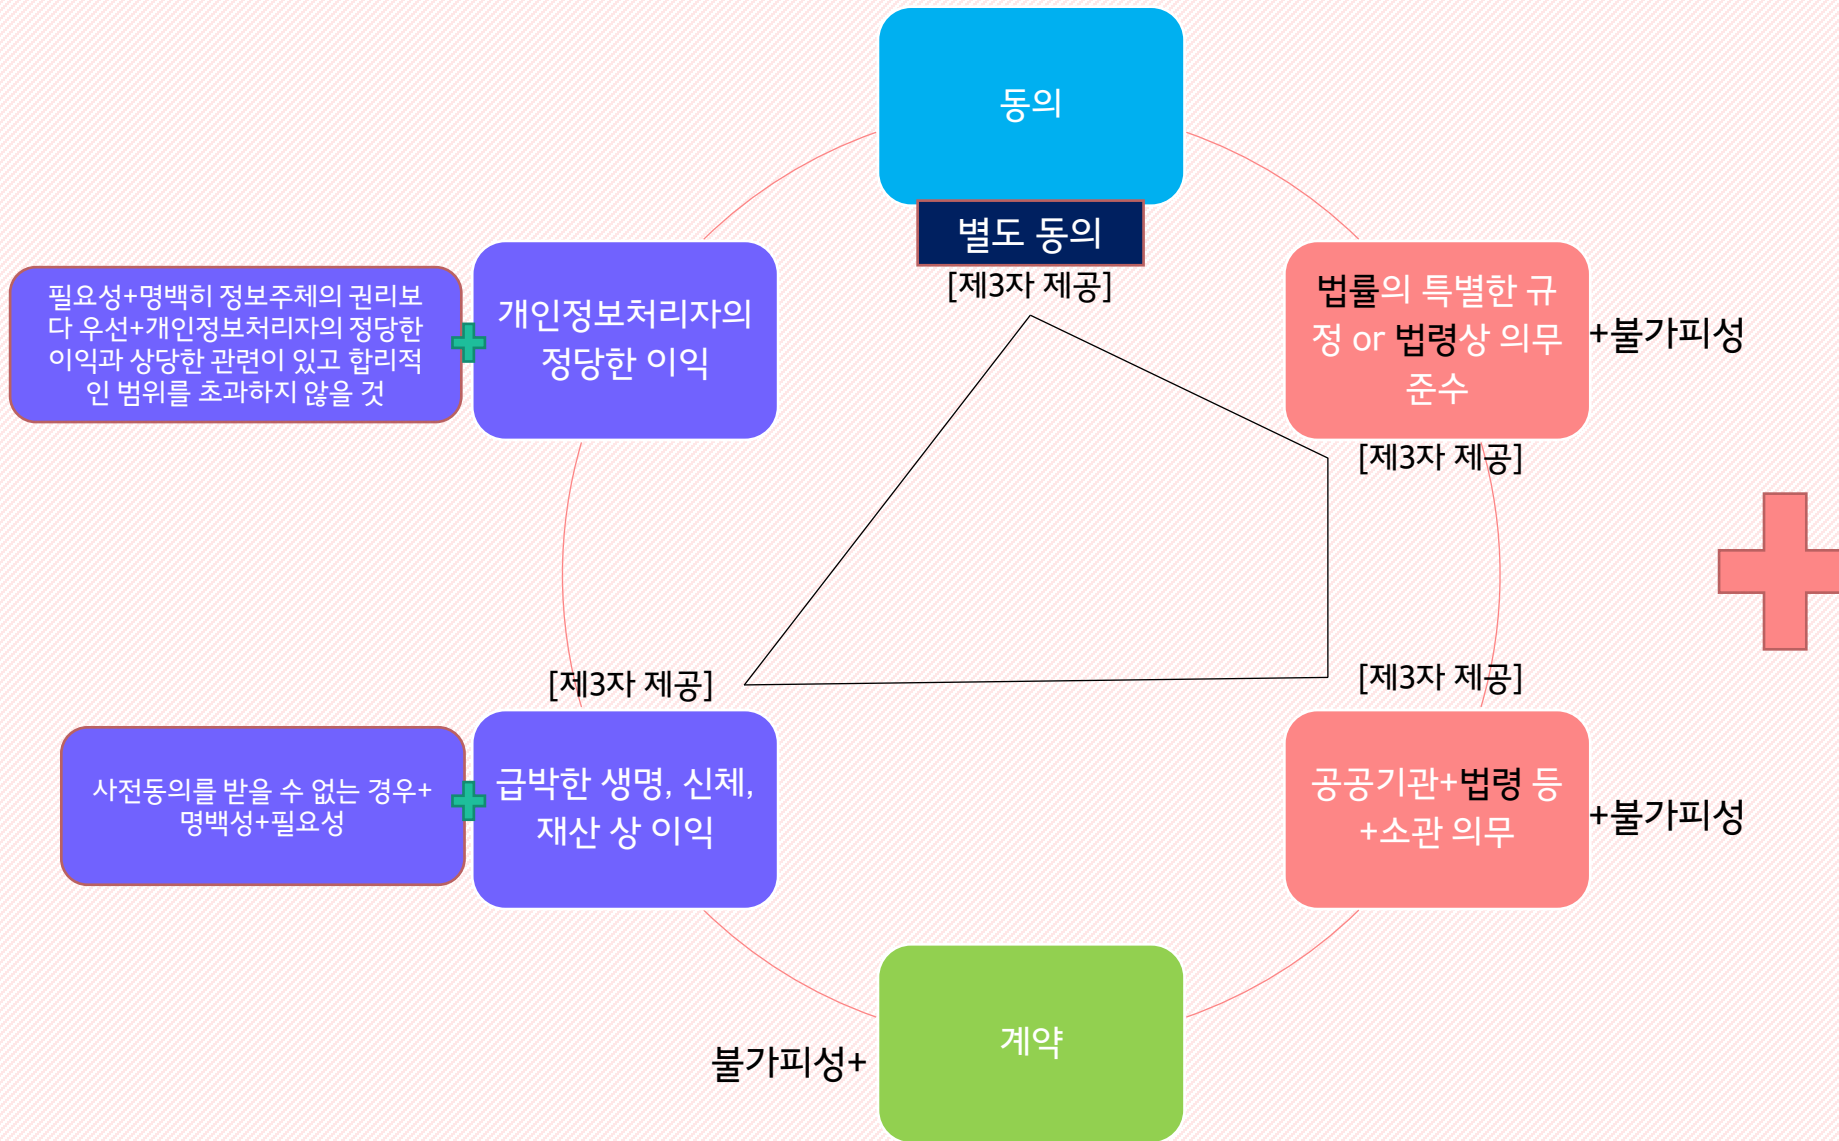 동의
별도 동의
[제3자 제공]
필요성+명백히 정보주체의 권리보
다 우선+개인정보처리자의 정당한
이익과 상당한 관련이 있고 합리적
인 범위를 초과하지 않을 것
개인정보처리자의
정당한 이익
법률의 특별한 규
정 or 법령상 의무
준수
+불가피성
[제3자 제공]
[제3자 제공]
[제3자 제공]
사전동의를 받을 수 없는 경우+
명백성+필요성
급박한 생명, 신체,
재산 상 이익
공공기관+법령 등
+소관 의무
+불가피성
불가피성+
계약